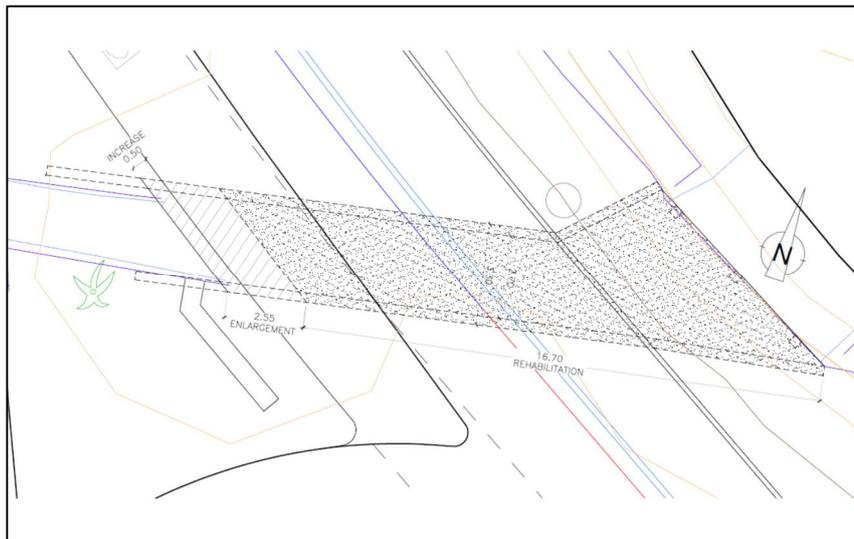 INCREASE
0.50
N
2.55
ENLARGEMENT
16.70
REHABILITATION